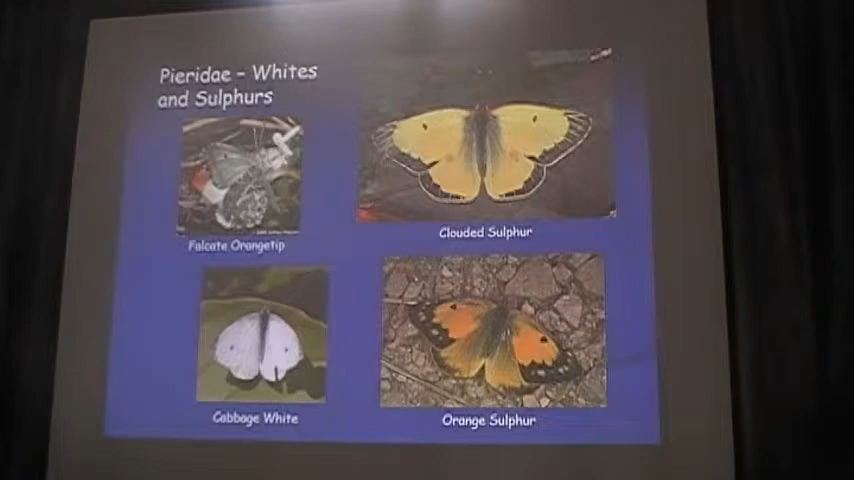 Pieridae – Whites
and Sulphurs
Falcate Orangetip
Clouded Sulphur
Cabbage White
Orange Sulphur